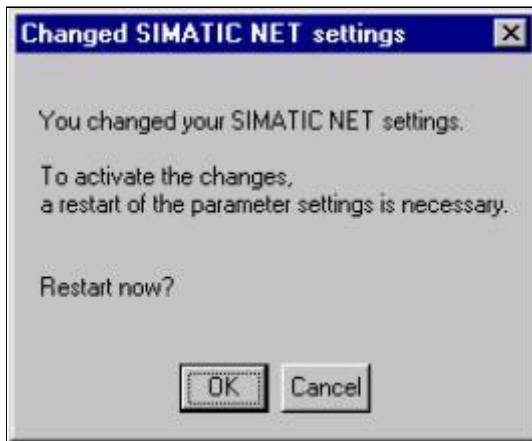 Changed SIMATIC NET settings
You changed your SIMATIC NET settings.
To activate the changes,
a restart of the parameter settings is necessary.
Restart now?
OK Cancel